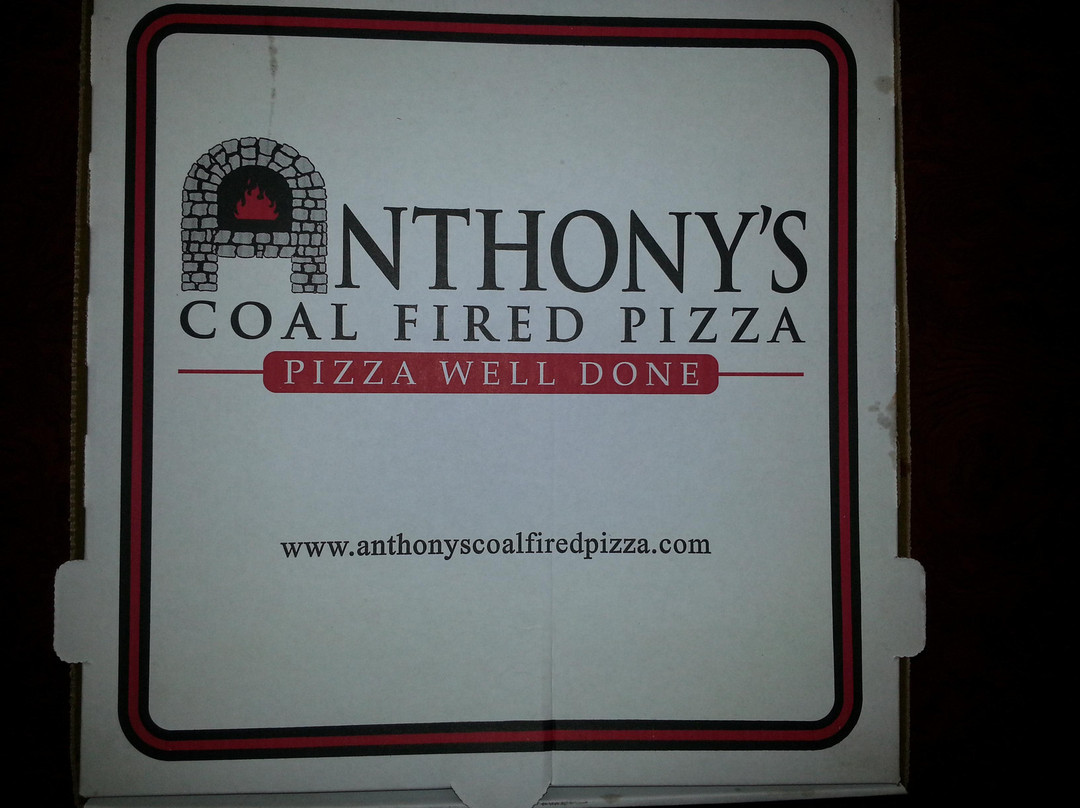 ANTHONY'S
COAL FIRED PIZZA
PIZZA WELL DONE
www.anthonyscoalfiredpizza.com